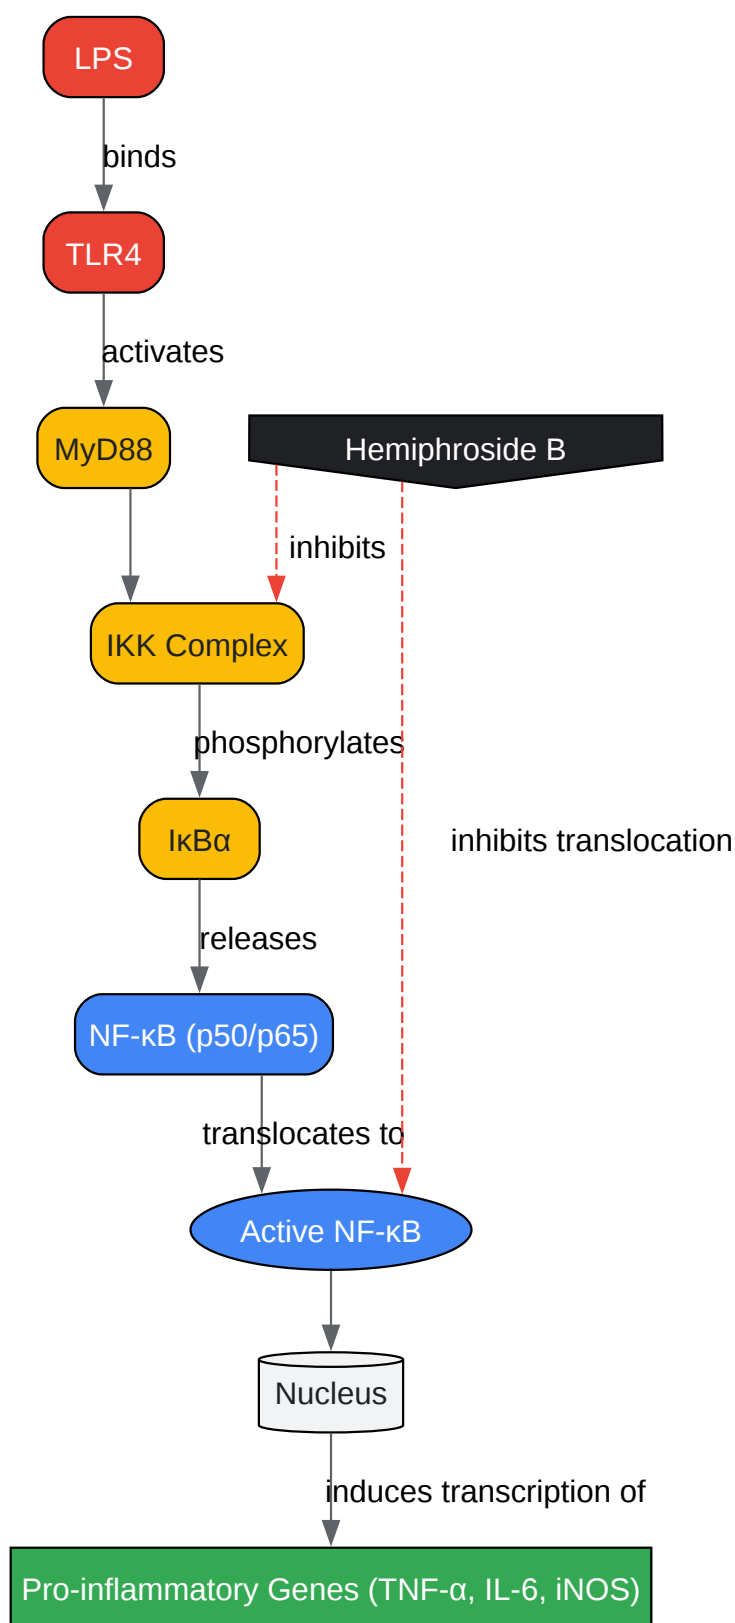 LPS
binds
TLR4
activates
MyD88
Hemiphroside B
inhibits
IKK Complex
phosphorylates
IκBα
inhibits translocation
releases
NF-κB (p50/p65)
translocates to
Active NF-κB
Nucleus
induces transcription of
Pro-inflammatory Genes (TNF-α, IL-6, iNOS)